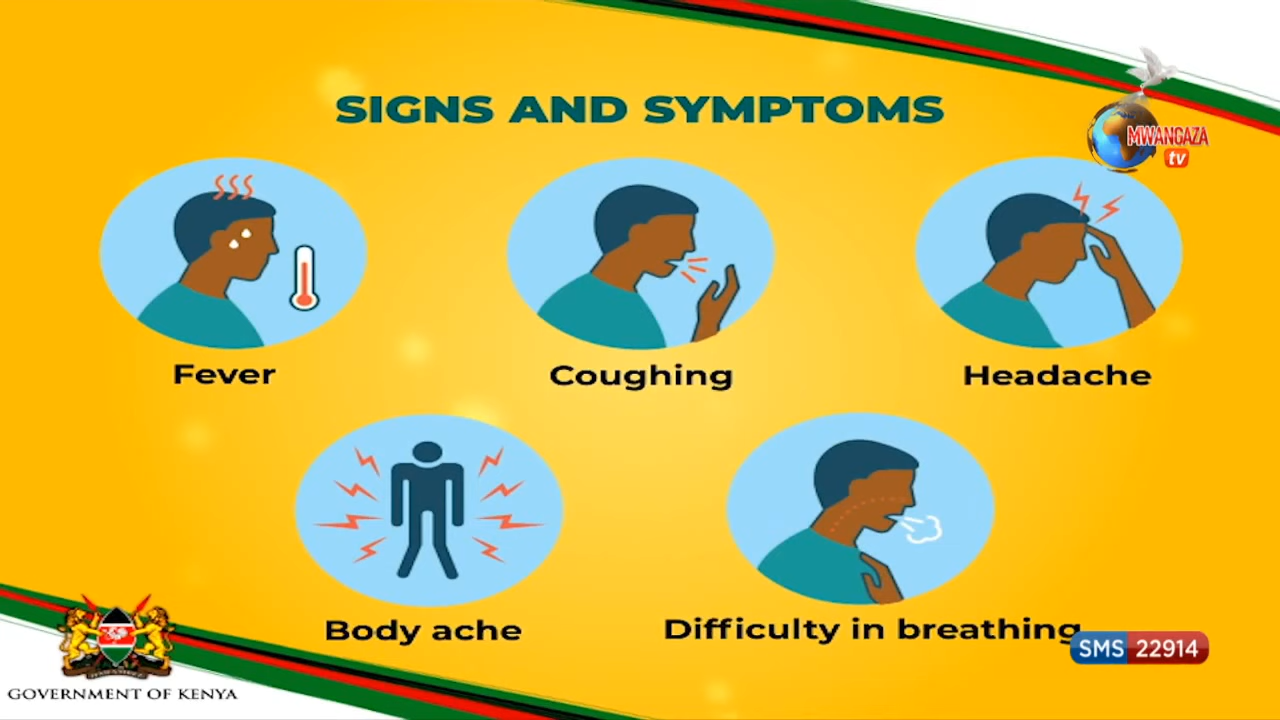 SIGNS AND SYMPTOMS
MWANGAZA
tv
Fever
Coughing
Headache
Body ache
Difficulty in breathing
SMS 22914
GOVERNMENT OF KENYA